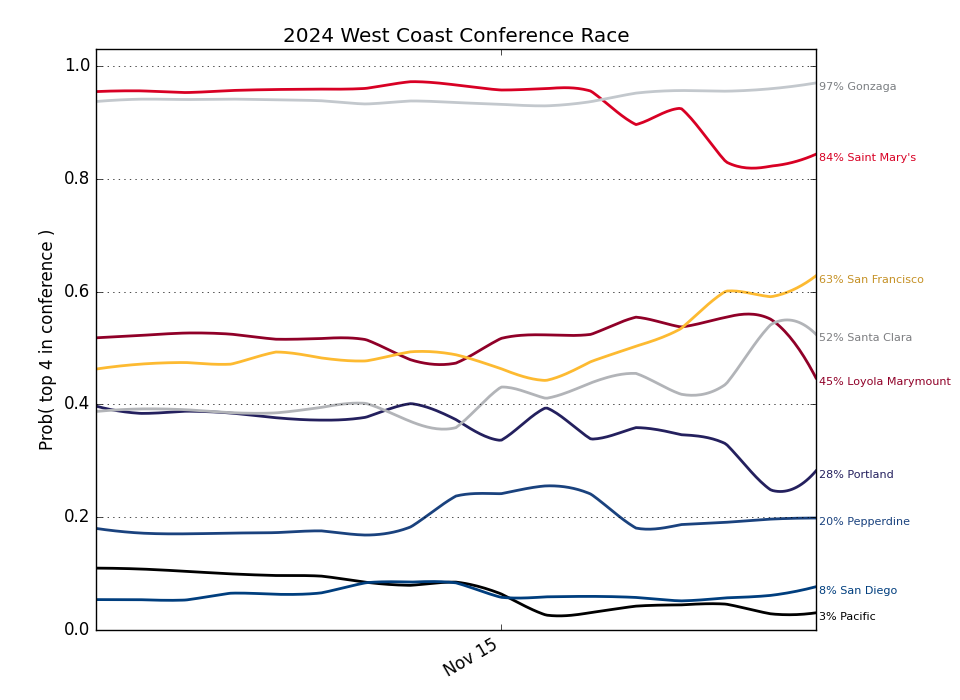 2024 West Coast Conference Race
Prob( top 4 in conference )
1.0
0.8
0.6
0.4
0.2
0.0
Nov 15
97% Gonzaga
84% Saint Mary's
63% San Francisco
52% Santa Clara
45% Loyola Marymount
28% Portland
20% Pepperdine
8% San Diego
3% Pacific